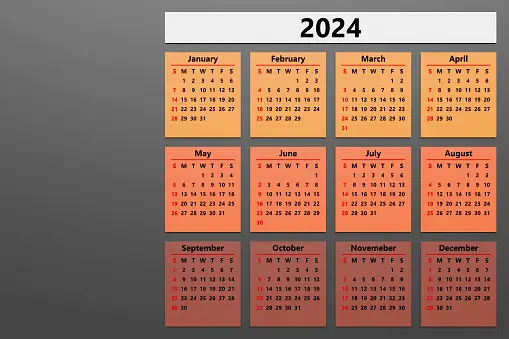 2024
January
S M T W T F S
1 2 3 4 5 6
7 8 9 10 11 12 13
14 15 16 17 18 19 20
21 22 23 24 25 26 27
28 29 30 31
February
S M T W T F S
1 2 3
4 5 6 7 8 9 10
11 12 13 14 15 16 17
18 19 20 21 22 23 24
25 26 27 28 29
March
S M T W T F S
1 2
3 4 5 6 7 8 9
10 11 12 13 14 15 16
17 18 19 20 21 22 23
24 25 26 27 28 29 30
31
April
S M T W T F S
1 2 3 4 5 6
7 8 9 10 11 12 13
14 15 16 17 18 19 20
21 22 23 24 25 26 27
28 29 30
May
S M T W T F S
1 2 3 4
5 6 7 8 9 10 11
12 13 14 15 16 17 18
19 20 21 22 23 24 25
26 27 28 29 30 31
June
S M T W T F S
1
2 3 4 5 6 7 8
9 10 11 12 13 14 15
16 17 18 19 20 21 22
23 24 25 26 27 28 29
30
July
S M T W T F S
1 2 3 4 5 6
7 8 9 10 11 12 13
14 15 16 17 18 19 20
21 22 23 24 25 26 27
28 29 30 31
August
S M T W T F S
1 2 3
4 5 6 7 8 9 10
11 12 13 14 15 16 17
18 19 20 21 22 23 24
25 26 27 28 29 30 31
September
S M T W T F S
1 2 3 4 5 6 7
8 9 10 11 12 13 14
15 16 17 18 19 20 21
22 23 24 25 26 27 28
29 30
October
S M T W T F S
1 2 3 4 5
6 7 8 9 10 11 12
13 14 15 16 17 18 19
20 21 22 23 24 25 26
27 28 29 30 31
Novemeber
S M T W T F S
1 2
3 4 5 6 7 8 9
10 11 12 13 14 15 16
17 18 19 20 21 22 23
24 25 26 27 28 29 30
December
S M T W T F S
1 2 3 4 5 6 7
8 9 10 11 12 13 14
15 16 17 18 19 20 21
22 23 24 25 26 27 28
29 30 31